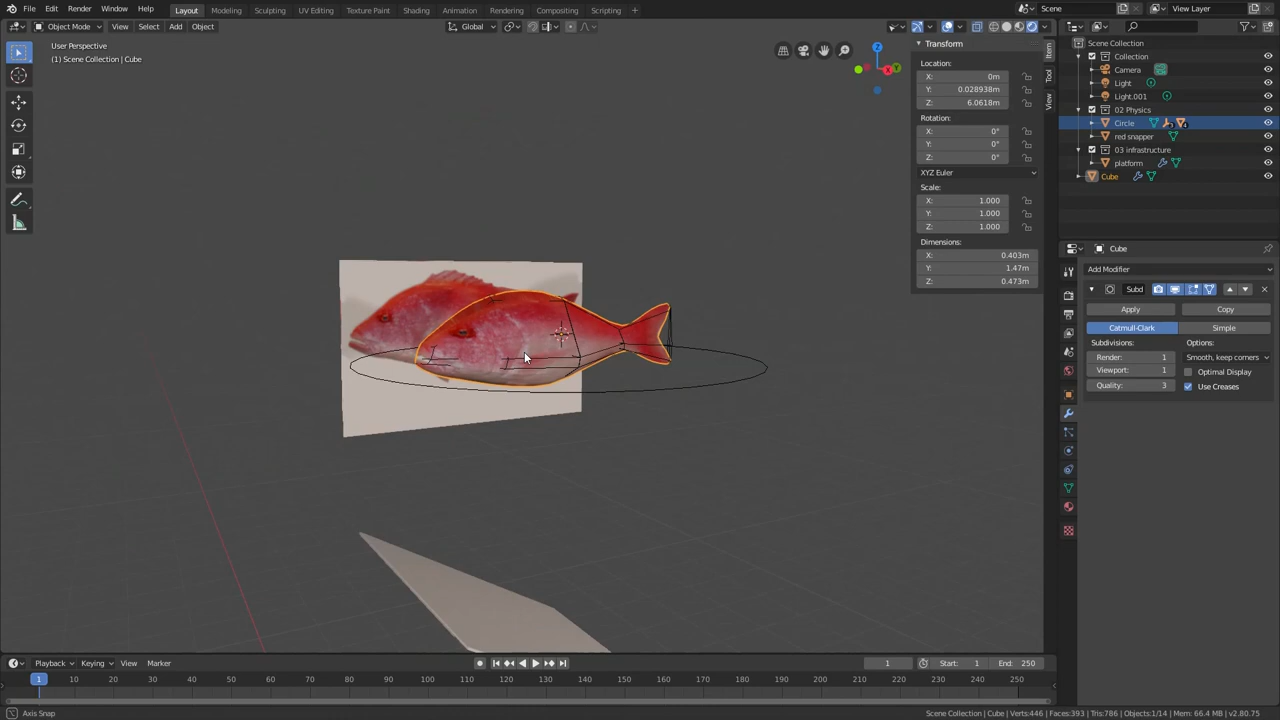 File Edit Render Window Help Layout Modeling Sculpting UV Editing Texture Paint Shading Animation Rendering Compositing Scripting + Scene View Layer
Object Mode View Select Add Object Global
User Perspective
(1) Scene Collection | Cube
Transform
Location:
X: 0m
Y: 0.028938m
Z: 6.0618m
Rotation:
X: 0°
Y: 0°
Z: 0°
XYZ Euler
Scale:
X: 1.000
Y: 1.000
Z: 1.000
Dimensions:
X: 0.403m
Y: 1.47m
Z: 0.473m
Item
Tool
View
Z
X
Y
Scene Collection
Collection
Camera
Light
Light.001
02 Physics
Circle
red snapper
03 infrastructure
platform
Cube
Cube
Add Modifier
Subd
Apply Copy
Catmull-Clark Simple
Subdivisions: Options:
Render: 1 Smooth, keep corners
Viewport: 1 Optimal Display
Quality: 3 Use Creases
Playback Keying View Marker 1 Start: 1 End: 250
1 10 20 30 40 50 60 70 80 90 100 110 120 130 140 150 160 170 180 190 200 210 220 230 240 250
Axis Snap Scene Collection | Cube | Verts:446 | Faces:393 | Tris:786 | Objects:1/14 | Mem: 66.4 MB | v2.80.75